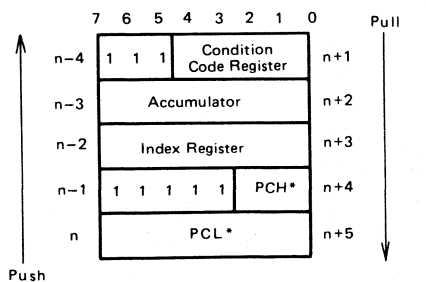 7 6 5 4 3 2 1 0 Pull
n-4 1 1 1 Condition Code Register n+1
n-3 Accumulator n+2
n-2 Index Register n+3
n-1 1 1 1 1 1 PCH* n+4
n PCL* n+5
Push